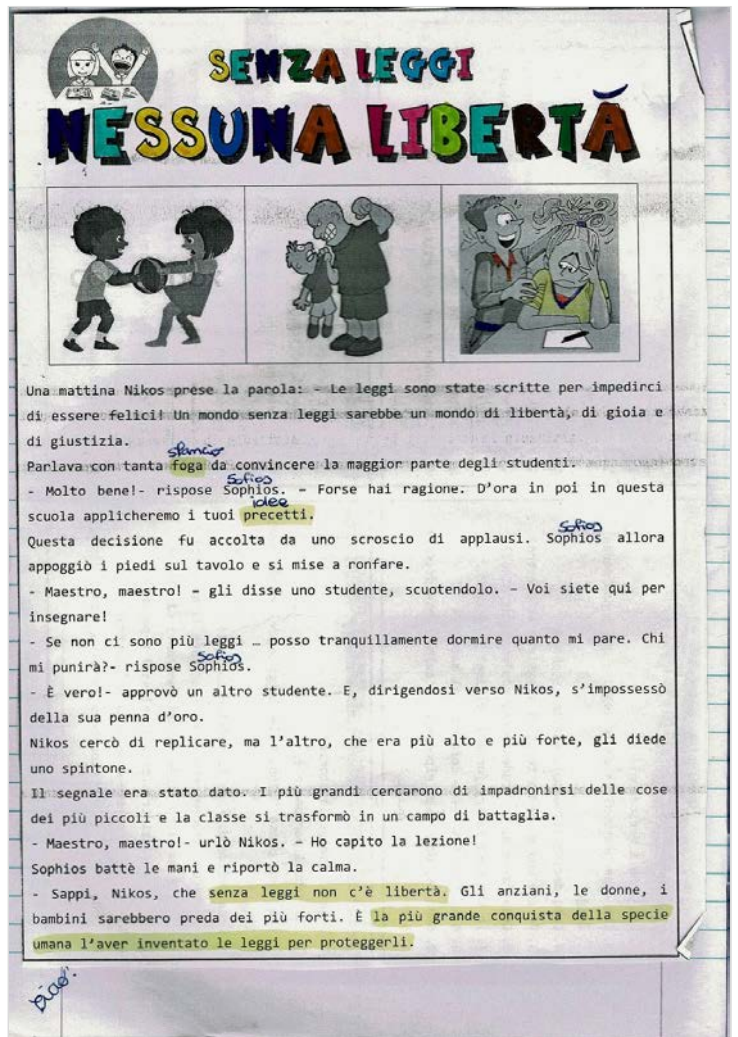 SENZA LEGGI
NESSUNA LIBERTÀ
Una mattina Nikos prese la parola: – Le leggi sono state scritte per impedirci
di essere felici! Un mondo senza leggi sarebbe un mondo di libertà, di gioia e
di giustizia.
slancio
Parlava con tanta foga da convincere la maggior parte degli studenti.
Sofios
- Molto bene!- rispose Sophios. – Forse hai ragione. D'ora in poi in questa
idee
scuola applicheremo i tuoi precetti.
Sofios
Questa decisione fu accolta da uno scroscio di applausi. Sophios allora
appoggiò i piedi sul tavolo e si mise a ronfare.
- Maestro, maestro! – gli disse uno studente, scuotendolo. – Voi siete qui per
insegnare!
- Se non ci sono più leggi … posso tranquillamente dormire quanto mi pare. Chi
Sofios
mi punirà?- rispose Sophios.
- È vero!- approvò un altro studente. E, dirigendosi verso Nikos, s'impossessò
della sua penna d'oro.
Nikos cercò di replicare, ma l'altro, che era più alto e più forte, gli diede
uno spintone.
Il segnale era stato dato. I più grandi cercarono di impadronirsi delle cose
dei più piccoli e la classe si trasformò in un campo di battaglia.
- Maestro, maestro!- urlò Nikos. – Ho capito la lezione!
Sophios battè le mani e riportò la calma.
- Sappi, Nikos, che senza leggi non c'è libertà. Gli anziani, le donne, i
bambini sarebbero preda dei più forti. È la più grande conquista della specie
umana l'aver inventato le leggi per proteggerli.